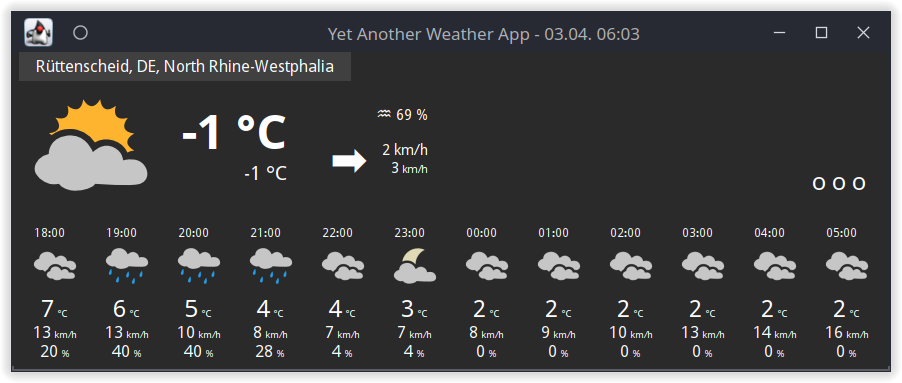 Yet Another Weather App - 03.04. 06:03
Rüttenscheid, DE, North Rhine-Westphalia
-1 °C
-1 °C
69 %
2 km/h
3 km/h
18:00 19:00 20:00 21:00 22:00 23:00 00:00 01:00 02:00 03:00 04:00 05:00
7 °C 6 °C 5 °C 4 °C 4 °C 3 °C 2 °C 2 °C 2 °C 2 °C 2 °C 2 °C
13 km/h 13 km/h 10 km/h 8 km/h 7 km/h 7 km/h 8 km/h 9 km/h 10 km/h 13 km/h 14 km/h 16 km/h
20 % 40 % 40 % 28 % 4 % 4 % 0 % 0 % 0 % 0 % 0 % 0 %